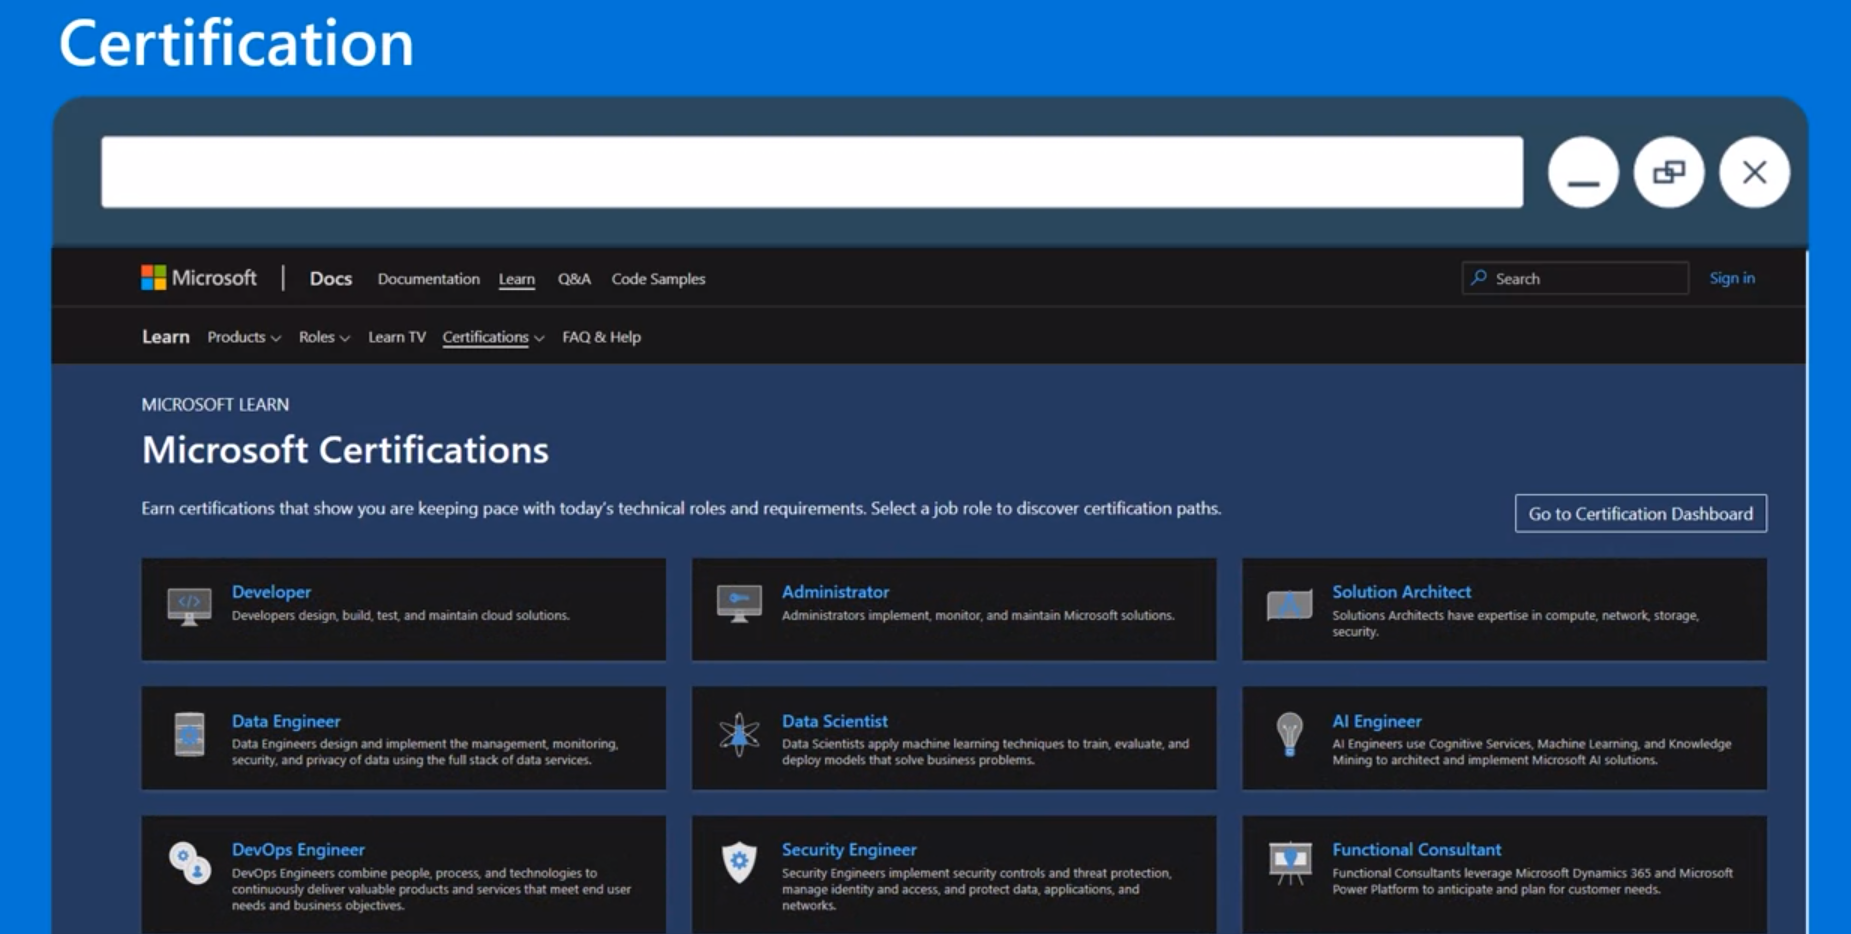 Certification
Microsoft | Docs Documentation Learn Q&A Code Samples Search Sign in
Learn Products Roles Learn TV Certifications FAQ & Help
MICROSOFT LEARN
Microsoft Certifications
Earn certifications that show you are keeping pace with today's technical roles and requirements. Select a job role to discover certification paths.
Go to Certification Dashboard
Developer
Developers design, build, test, and maintain cloud solutions.
Administrator
Administrators implement, monitor, and maintain Microsoft solutions.
Solution Architect
Solutions Architects have expertise in compute, network, storage,
security.
Data Engineer
Data Engineers design and implement the management, monitoring,
security, and privacy of data using the full stack of data services.
Data Scientist
Data Scientists apply machine learning techniques to train, evaluate, and
deploy models that solve business problems.
AI Engineer
AI Engineers use Cognitive Services, Machine Learning, and Knowledge
Mining to architect and implement Microsoft AI solutions.
DevOps Engineer
DevOps Engineers combine people, process, and technologies to
continuously deliver valuable products and services that meet end user
needs and business objectives.
Security Engineer
Security Engineers implement security controls and threat protection,
manage identity and access, and protect data, applications, and
networks.
Functional Consultant
Functional Consultants leverage Microsoft Dynamics 365 and Microsoft
Power Platform to anticipate and plan for customer needs.